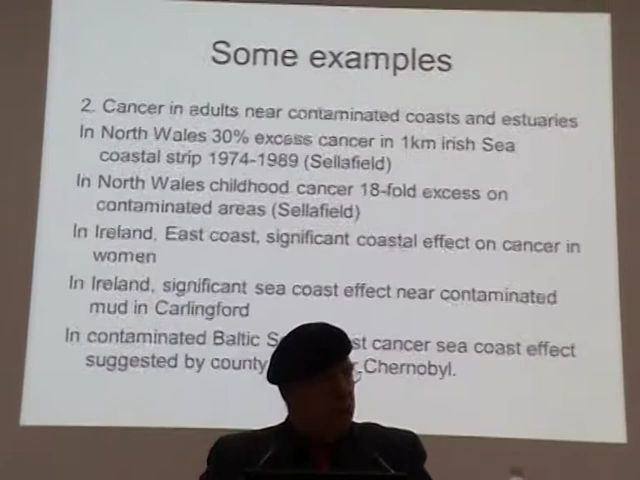 Some examples
2. Cancer in adults near contaminated coasts and estuaries
In North Wales 30% excess cancer in 1km irish Sea
coastal strip 1974-1989 (Sellafield)
In North Wales childhood cancer 18-fold excess on
contaminated areas (Sellafield)
In Ireland, East coast, significant coastal effect on cancer in
women
In Ireland, significant sea coast effect near contaminated
mud in Carlingford
In contaminated Baltic cancer sea coast effect
suggested by county Chernobyl.